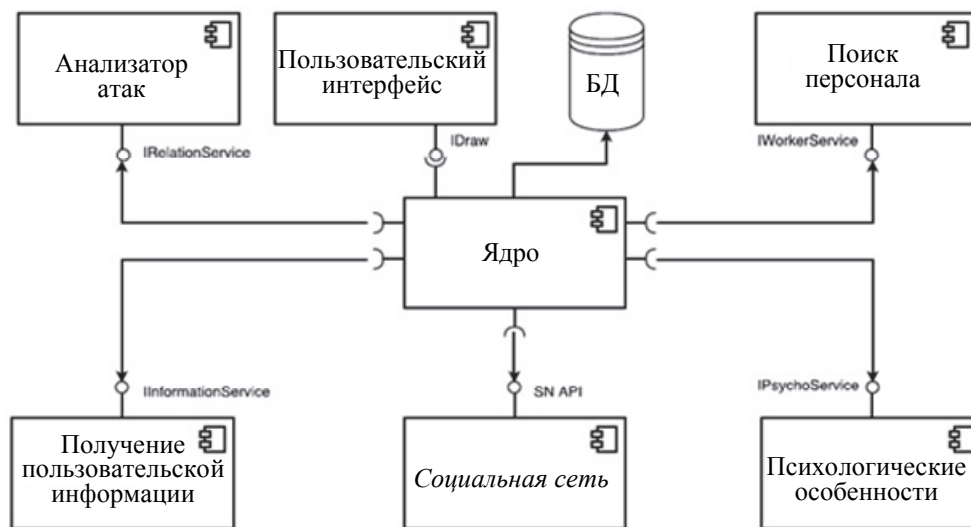 Анализатор
атак
Пользовательский
интерфейс
БД
Поиск
персонала
IRelationService
IDraw
IWorkerService
Ядро
IInformationService
SN API
IPsychoService
Получение
пользовательской
информации
Социальная сеть
Психологические
особенности